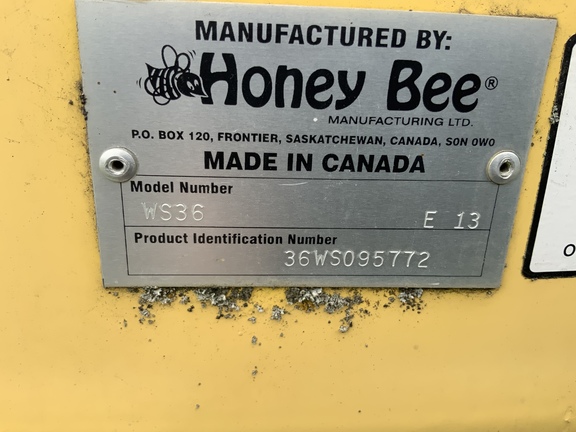 MANUFACTURED BY:
Honey Bee®
MANUFACTURING LTD.
P.O. BOX 120, FRONTIER, SASKATCHEWAN, CANADA, S0N 0W0
MADE IN CANADA
Model Number
WS36 E 13
Product Identification Number
36WS095772
O